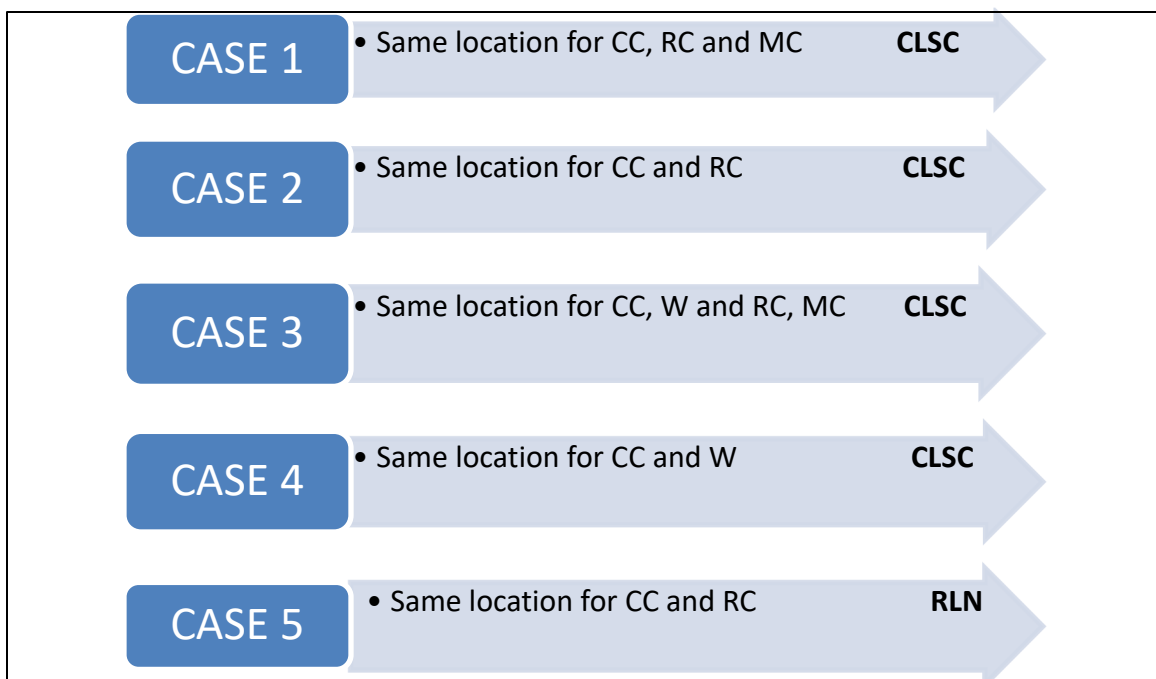 CASE 1
• Same location for CC, RC and MC CLSC
CASE 2
• Same location for CC and RC CLSC
CASE 3
• Same location for CC, W and RC, MC CLSC
CASE 4
• Same location for CC and W CLSC
CASE 5
• Same location for CC and RC RLN